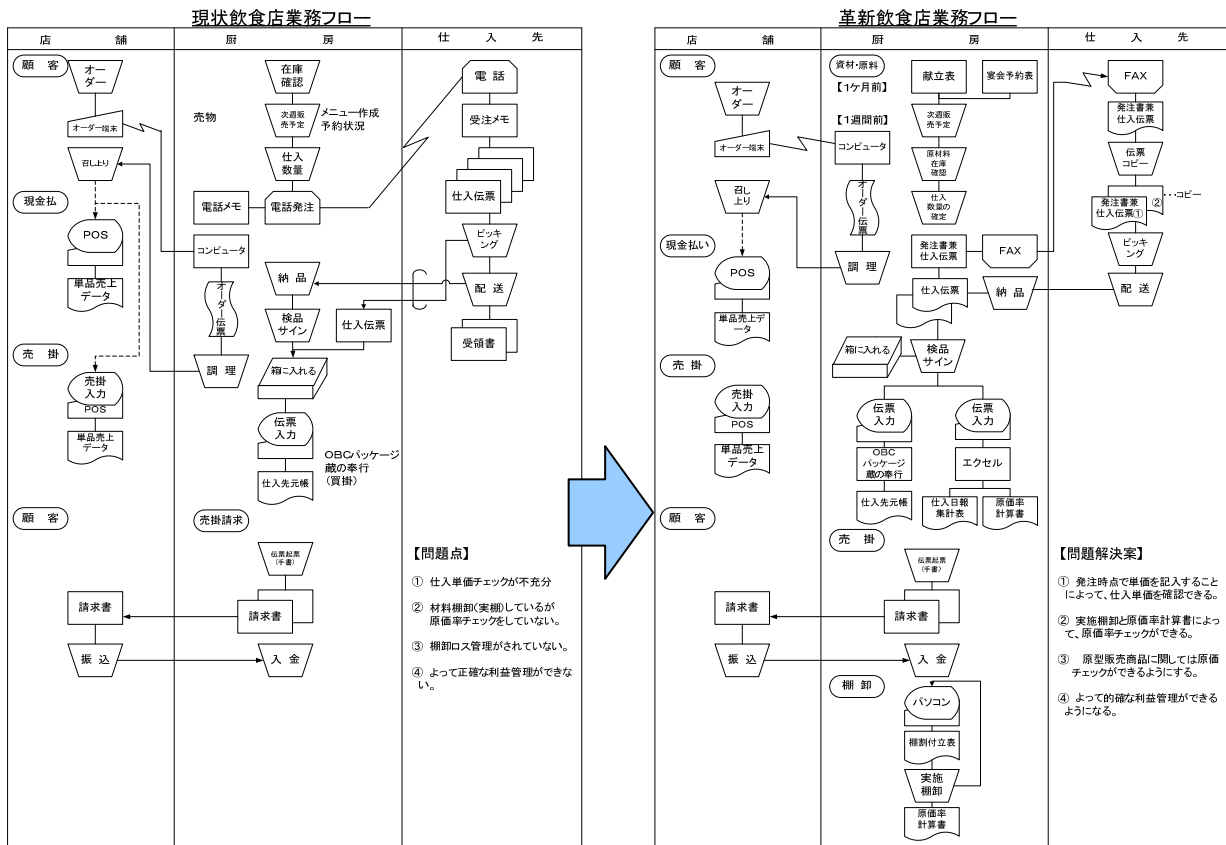 現状飲食店業務フロー
店 舗
厨 房
仕 入 先
顧 客
オー
ダー
オーダー端末
召し上り
現金払
POS
単品売上
データ
売 掛
売掛
入力
POS
単品売上
データ
顧 客
請求書
振 込
在庫
確認
売物
次週販
売予定
メニュー作成
予約状況
仕入
数量
電話メモ
電話発注
コンピュータ
オーダー伝票
調 理
納 品
検品
サイン
仕入伝票
箱に入れる
伝票
入力
OBCパッケージ
蔵の奉行
(買掛)
仕入先元帳
売掛請求
伝票起票
(手書)
請求書
入 金
電 話
受注メモ
仕入伝票
ピッキ
ング
配 送
受領書
【問題点】
① 仕入単価チェックが不充分
② 材料棚卸(実棚)しているが
原価率チェックをしていない。
③ 棚卸ロス管理がされていない。
④ よって正確な利益管理ができな
い。
革新飲食店業務フロー
店 舗
厨 房
仕 入 先
顧 客
オー
ダー
オーダー端末
召し
上り
現金払い
POS
単品売上デ
ータ
売 掛
売掛
入力
POS
単品売上
データ
顧 客
請求書
振 込
資材・原料
【1ケ月前】
献立表
宴会予約表
【1週間前】
次週販
売予定
コンピュータ
原材料
在庫
確認
オーダー伝票
仕入
数量の
確定
調 理
発注書兼
仕入伝票
FAX
仕入伝票
納 品
箱に入れる
検品
サイン
伝票
入力
伝票
入力
OBC
パッケージ
蔵の奉行
エクセル
仕入先元帳
仕入日報
集計表
原価率
計算書
売 掛
伝票起票
(手書)
請求書
入 金
棚 卸
パソコン
棚割付立表
実施
棚卸
原価率
計算書
FAX
発注書兼
仕入伝票
伝票
コピー
発注書兼
仕入伝票①
②
コピー
ピッキ
ング
配 送
【問題解決案】
① 発注時点で単価を記入すること
によって、仕入単価を確認できる。
② 実施棚卸と原価率計算書によっ
て、原価率チェックができる。
③ 原型販売商品に関しては原価
チェックができるようにする。
④ よって的確な利益管理ができる
ようになる。